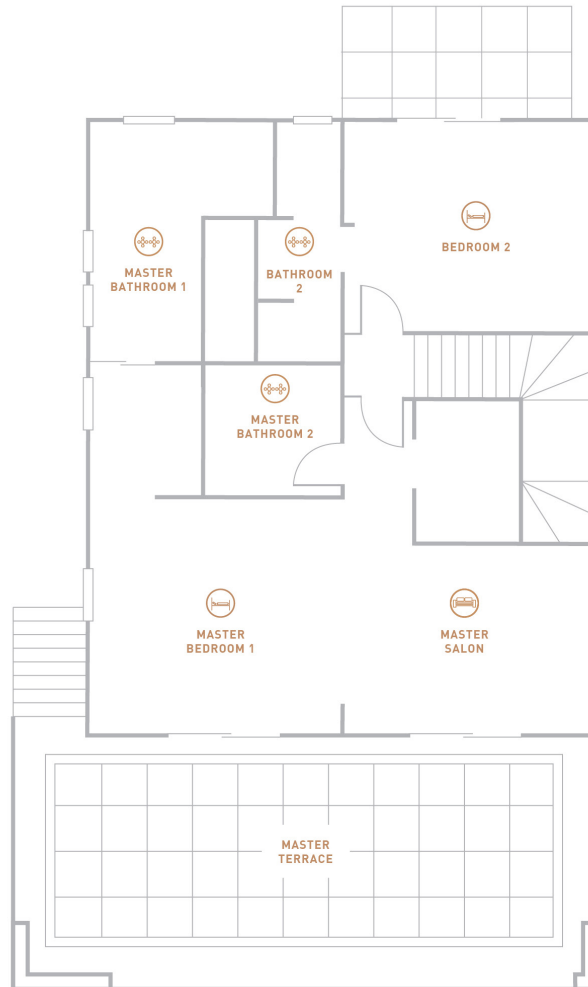 BEDROOM 2
MASTER
BATHROOM 1
BATHROOM
2
MASTER
BATHROOM 2
MASTER
BEDROOM 1
MASTER
SALON
MASTER
TERRACE